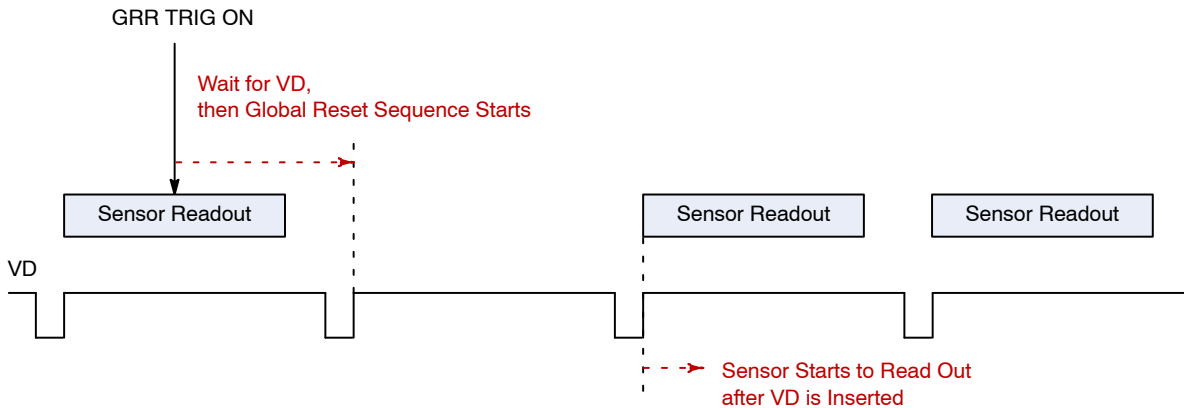 GRR TRIG ON
Wait for VD,
then Global Reset Sequence Starts
Sensor Readout
Sensor Readout
Sensor Readout
VD
Sensor Starts to Read Out
after VD is Inserted